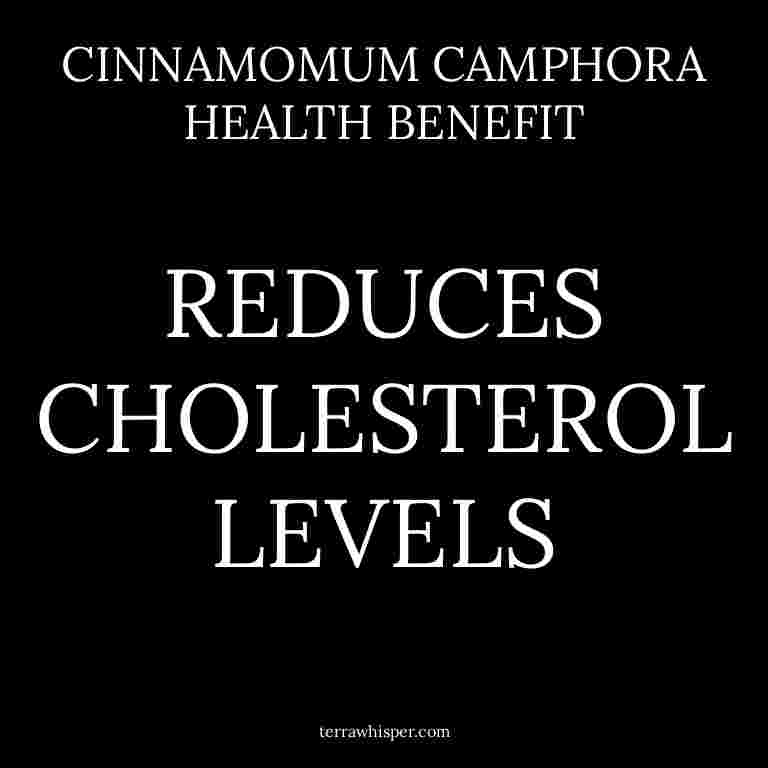 CINNAMOMUM CAMPHORA
HEALTH BENEFIT
REDUCES
CHOLESTEROL
LEVELS
terrawhisper.com